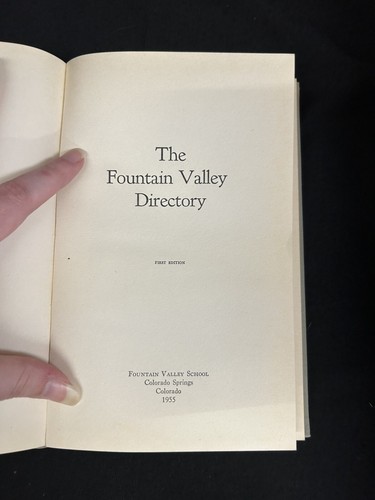 The
Fountain Valley
Directory
FIRST EDITION
FOUNTAIN VALLEY SCHOOL
Colorado Springs
Colorado
1955